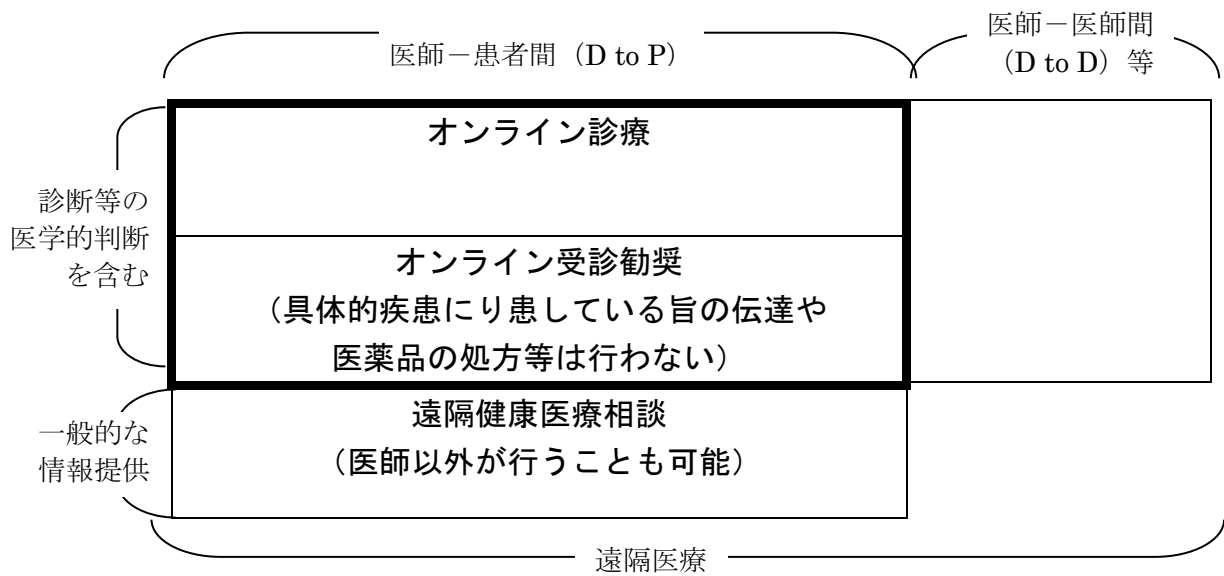 医師－患者間（D to P）
医師－医師間
（D to D）等
診断等の
医学的判断
を含む
オンライン診療
オンライン受診勧奨
（具体的疾患にり患している旨の伝達や
医薬品の処方等は行わない）
一般的な
情報提供
遠隔健康医療相談
（医師以外が行うことも可能）
遠隔医療